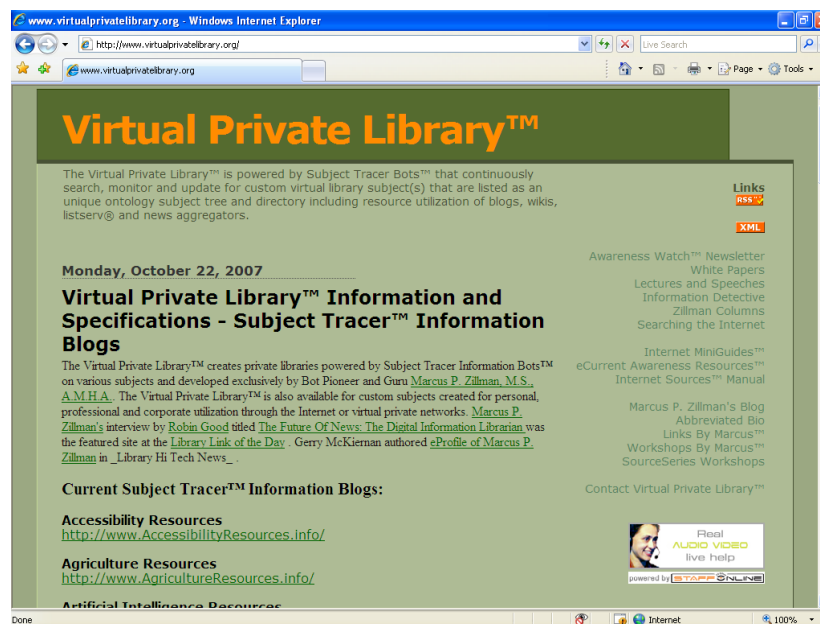 www.virtualprivatelibrary.org - Windows Internet Explorer
http://www.virtualprivatelibrary.org/
Live Search
www.virtualprivatelibrary.org
Page
Tools
Virtual Private Library™
The Virtual Private Library™ is powered by Subject Tracer Bots™ that continuously
search, monitor and update for custom virtual library subject(s) that are listed as an
unique ontology subject tree and directory including resource utilization of blogs, wikis,
listserv® and news aggregators.
Links
RSS
XML
Awareness Watch™ Newsletter
White Papers
Lectures and Speeches
Information Detective
Zillman Columns
Searching the Internet
Internet MiniGuides™
eCurrent Awareness Resources™
Internet Sources™ Manual
Marcus P. Zillman's Blog
Abbreviated Bio
Links By Marcus™
Workshops By Marcus™
SourceSeries Workshops
Contact Virtual Private Library™
Real
AUDIO VIDEO
live help
powered by STAFF ONLINE
Monday, October 22, 2007
Virtual Private Library™ Information and
Specifications - Subject Tracer™ Information
Blogs
The Virtual Private Library™ creates private libraries powered by Subject Tracer Information Bots™
on various subjects and developed exclusively by Bot Pioneer and Guru Marcus P. Zillman, M.S.,
A.M.H.A.. The Virtual Private Library™ is also available for custom subjects created for personal,
professional and corporate utilization through the Internet or virtual private networks. Marcus P.
Zillman's interview by Robin Good titled The Future Of News: The Digital Information Librarian was
the featured site at the Library Link of the Day . Gerry McKiernan authored eProfile of Marcus P.
Zillman in _Library Hi Tech News_ .
Current Subject Tracer™ Information Blogs:
Accessibility Resources
http://www.AccessibilityResources.info/
Agriculture Resources
http://www.AgricultureResources.info/
Artificial Intelligence Resources
Done
Internet
100%